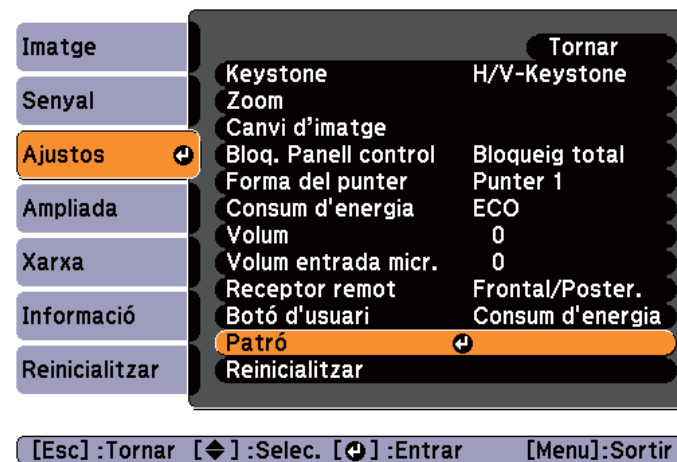 Imatge
Senyal
Ajustos
Ampliada
Xarxa
Informació
Reinicialitzar
Tornar
Keystone H/V-Keystone
Zoom
Canvi d'imatge
Bloq. Panell control Bloqueig total
Forma del punter Punter 1
Consum d'energia ECO
Volum 0
Volum entrada micr. 0
Receptor remot Frontal/Poster.
Botó d'usuari Consum d'energia
Patró
Reinicialitzar
[Esc] :Tornar [◆] :Selec. [↵] :Entrar [Menu]:Sortir